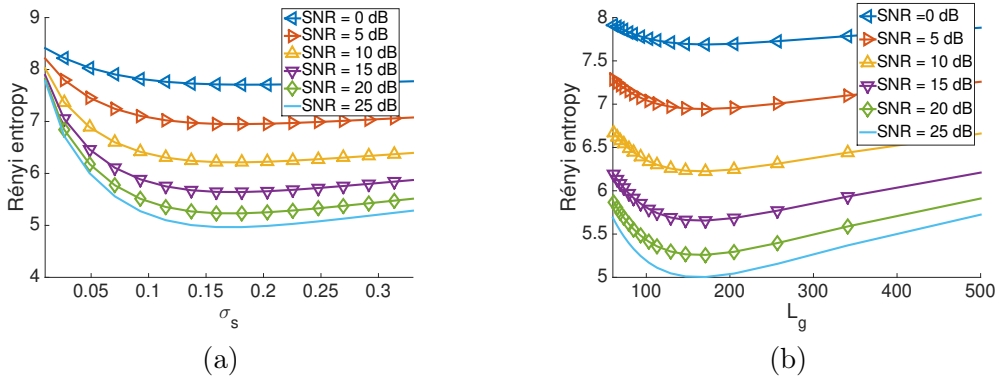 SNR = 0 dB
SNR = 5 dB
SNR = 10 dB
SNR = 15 dB
SNR = 20 dB
SNR = 25 dB
9
8
7
6
5
4
Rényi entropy
0.05 0.1 0.15 0.2 0.25 0.3
σs
(a)
SNR =0 dB
SNR = 5 dB
SNR = 10 dB
SNR = 15 dB
SNR = 20 dB
SNR = 25 dB
8
7.5
7
6.5
6
5.5
5
Rényi entropy
100 200 300 400 500
Lg
(b)